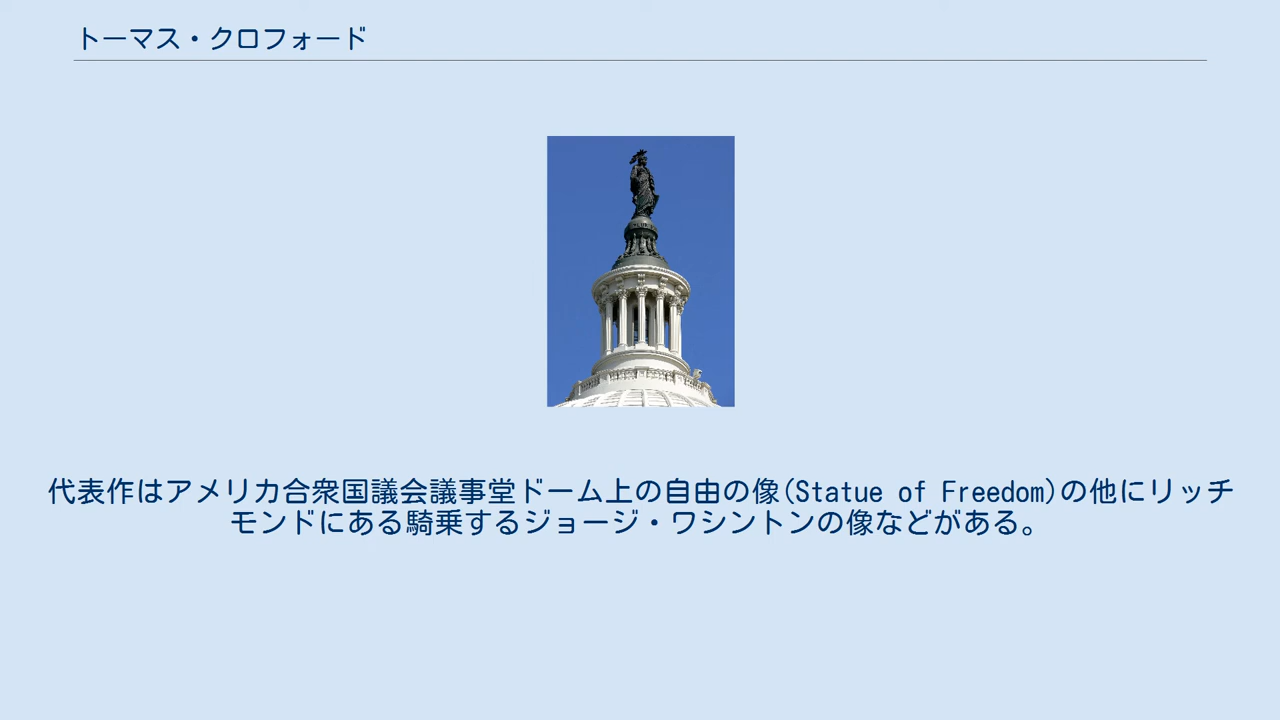 トーマス・クロフォード
代表作はアメリカ合衆国議会議事堂ドーム上の自由の像(Statue of Freedom)の他にリッチ
モンドにある騎乗するジョージ・ワシントンの像などがある。